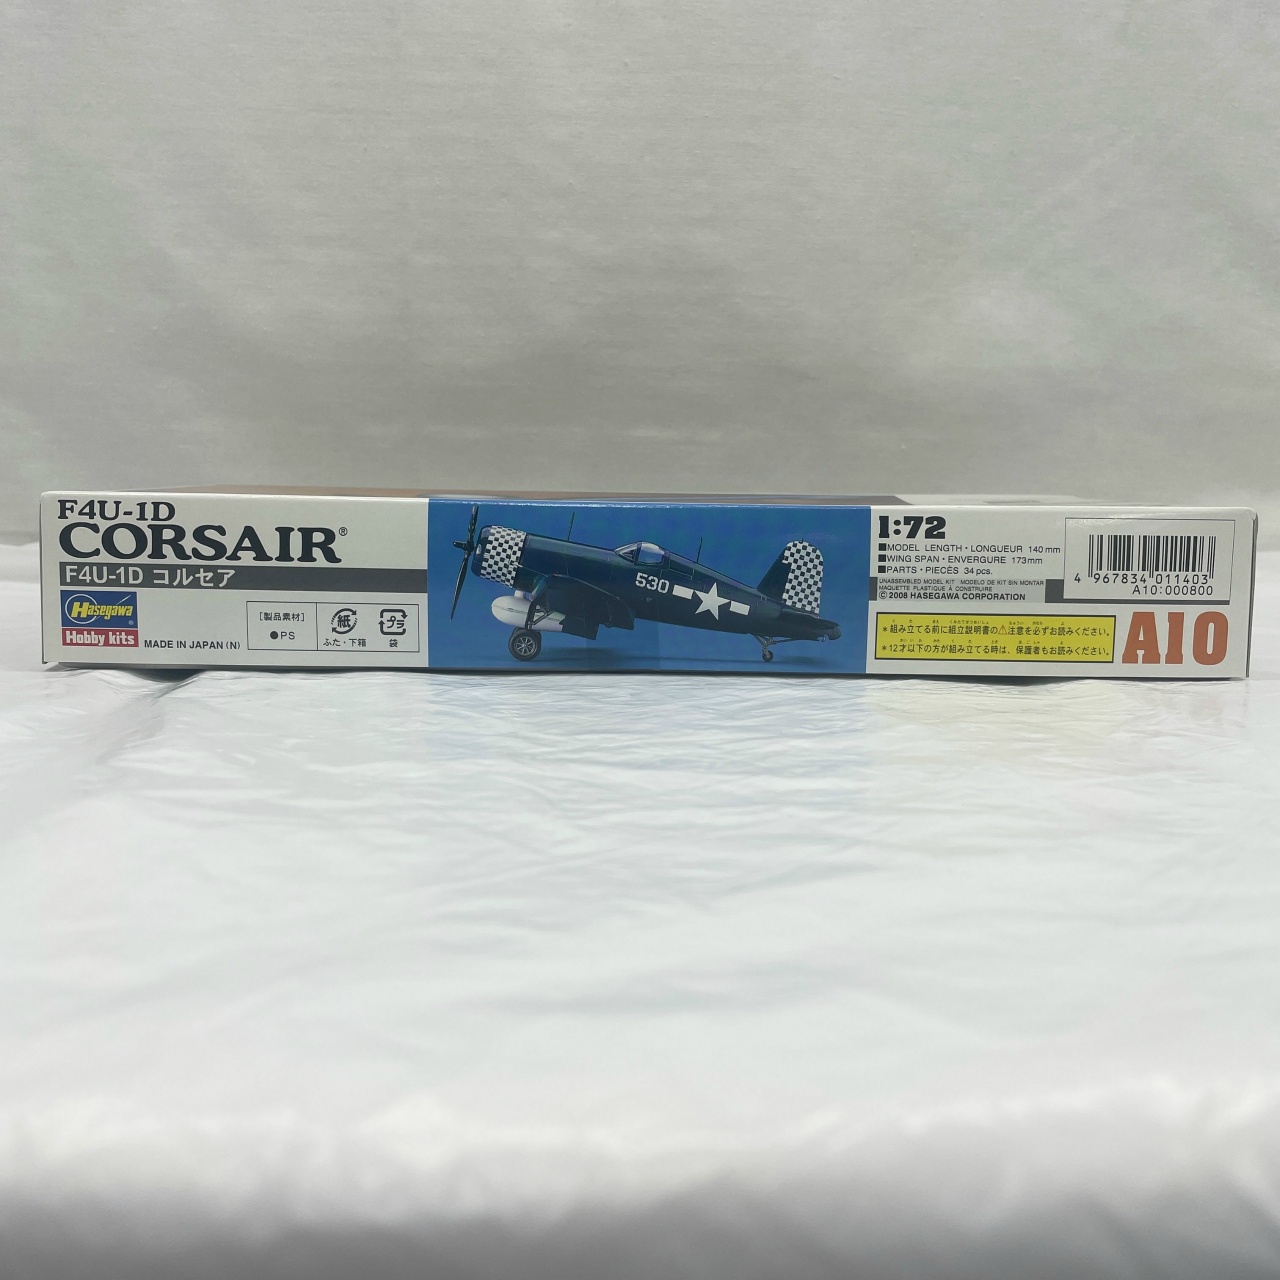 F4U-1D
CORSAIR®
F4U-1D コルセア
Hasegawa®
Hobby kits
MADE IN JAPAN (N)
[製品素材]
●PS
紙
ふた・下箱
プラ
袋
530
1:72
■MODEL LENGTH・LONGUEUR 140mm
■WING SPAN・ENVERGURE 173mm
■PARTS・PIECÈS 34pcs.
UNASSEMBLED MODEL KIT MODELO DE KIT SIN MONTAR
MAQUETTE PLASTIQUE À CONSTRUIRE
© 2008 HASEGAWA CORPORATION
4 967834 011403
A10:000800
*組み立てる前に組立説明書の⚠注意を必ずお読みください。
*12才以下の方が組み立てる時は、保護者もお読みください。
A10